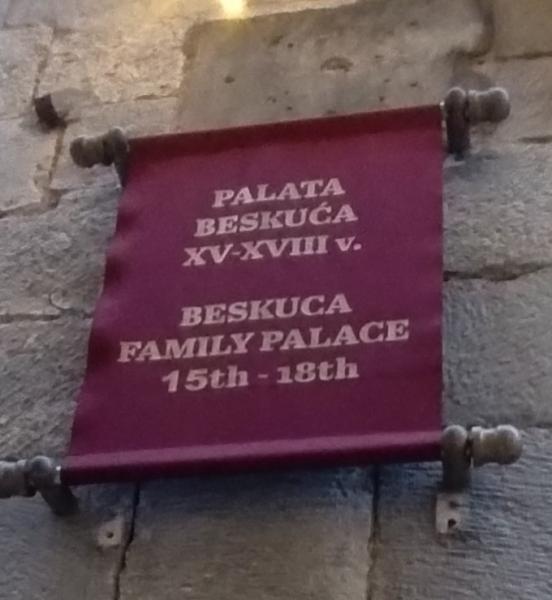 PALATA
BESKUĆA
XV-XVIII v.
BESKUCA
FAMILY PALACE
15th - 18th